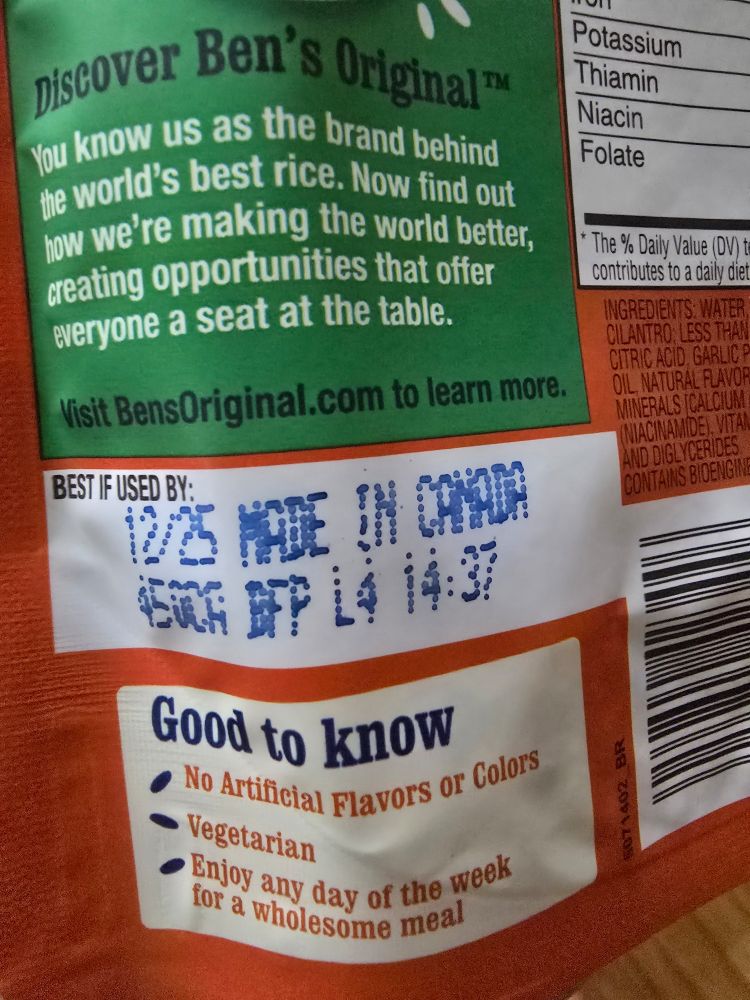 Discover Ben's Original™
You know us as the brand behind
the world's best rice. Now find out
how we're making the world better,
creating opportunities that offer
everyone a seat at the table.
Visit BensOriginal.com to learn more.
Potassium
Thiamin
Niacin
Folate
* The % Daily Value (DV)
contributes to a daily diet
INGREDIENTS: WATER,
CILANTRO, LESS THAN
CITRIC ACID, GARLIC
OIL, NATURAL FLAVOR
MINERALS (CALCIUM
(NIACINAMIDE), VITAM
AND DIGLYCERIDES
CONTAINS BIOENGIN
BEST IF USED BY:
12/25 MADE IN CANADA
L4 14:37
Good to know
No Artificial Flavors or Colors
Vegetarian
Enjoy any day of the week
for a wholesome meal
BR